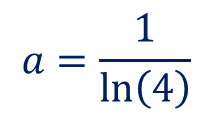 a = 1/ln(4)